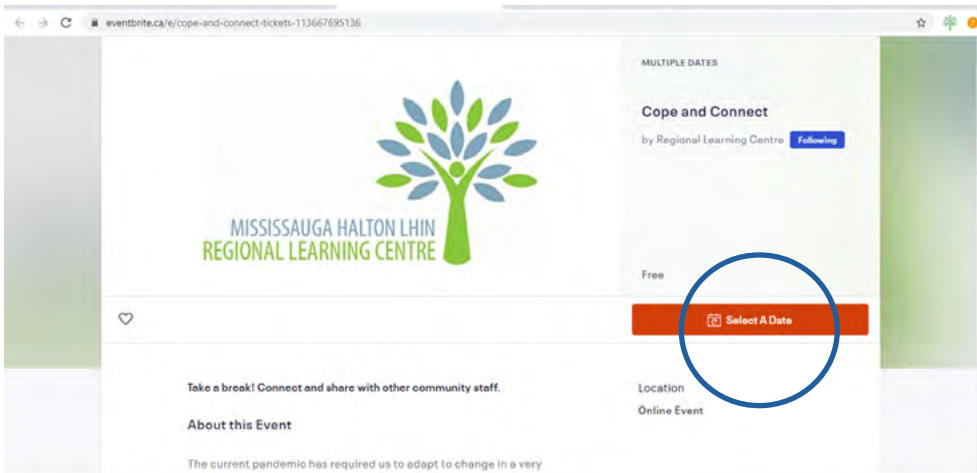 eventbrite.ca/e/cope-and-connect-tickets-113667695136
MULTIPLE DATES
Cope and Connect
by Regional Learning Centre Following
MISSISSAUGA HALTON LHIN
REGIONAL LEARNING CENTRE
Free
Select A Date
Take a break! Connect and share with other community staff.
Location
Online Event
About this Event
The current pandemic has required us to adapt to change in a very